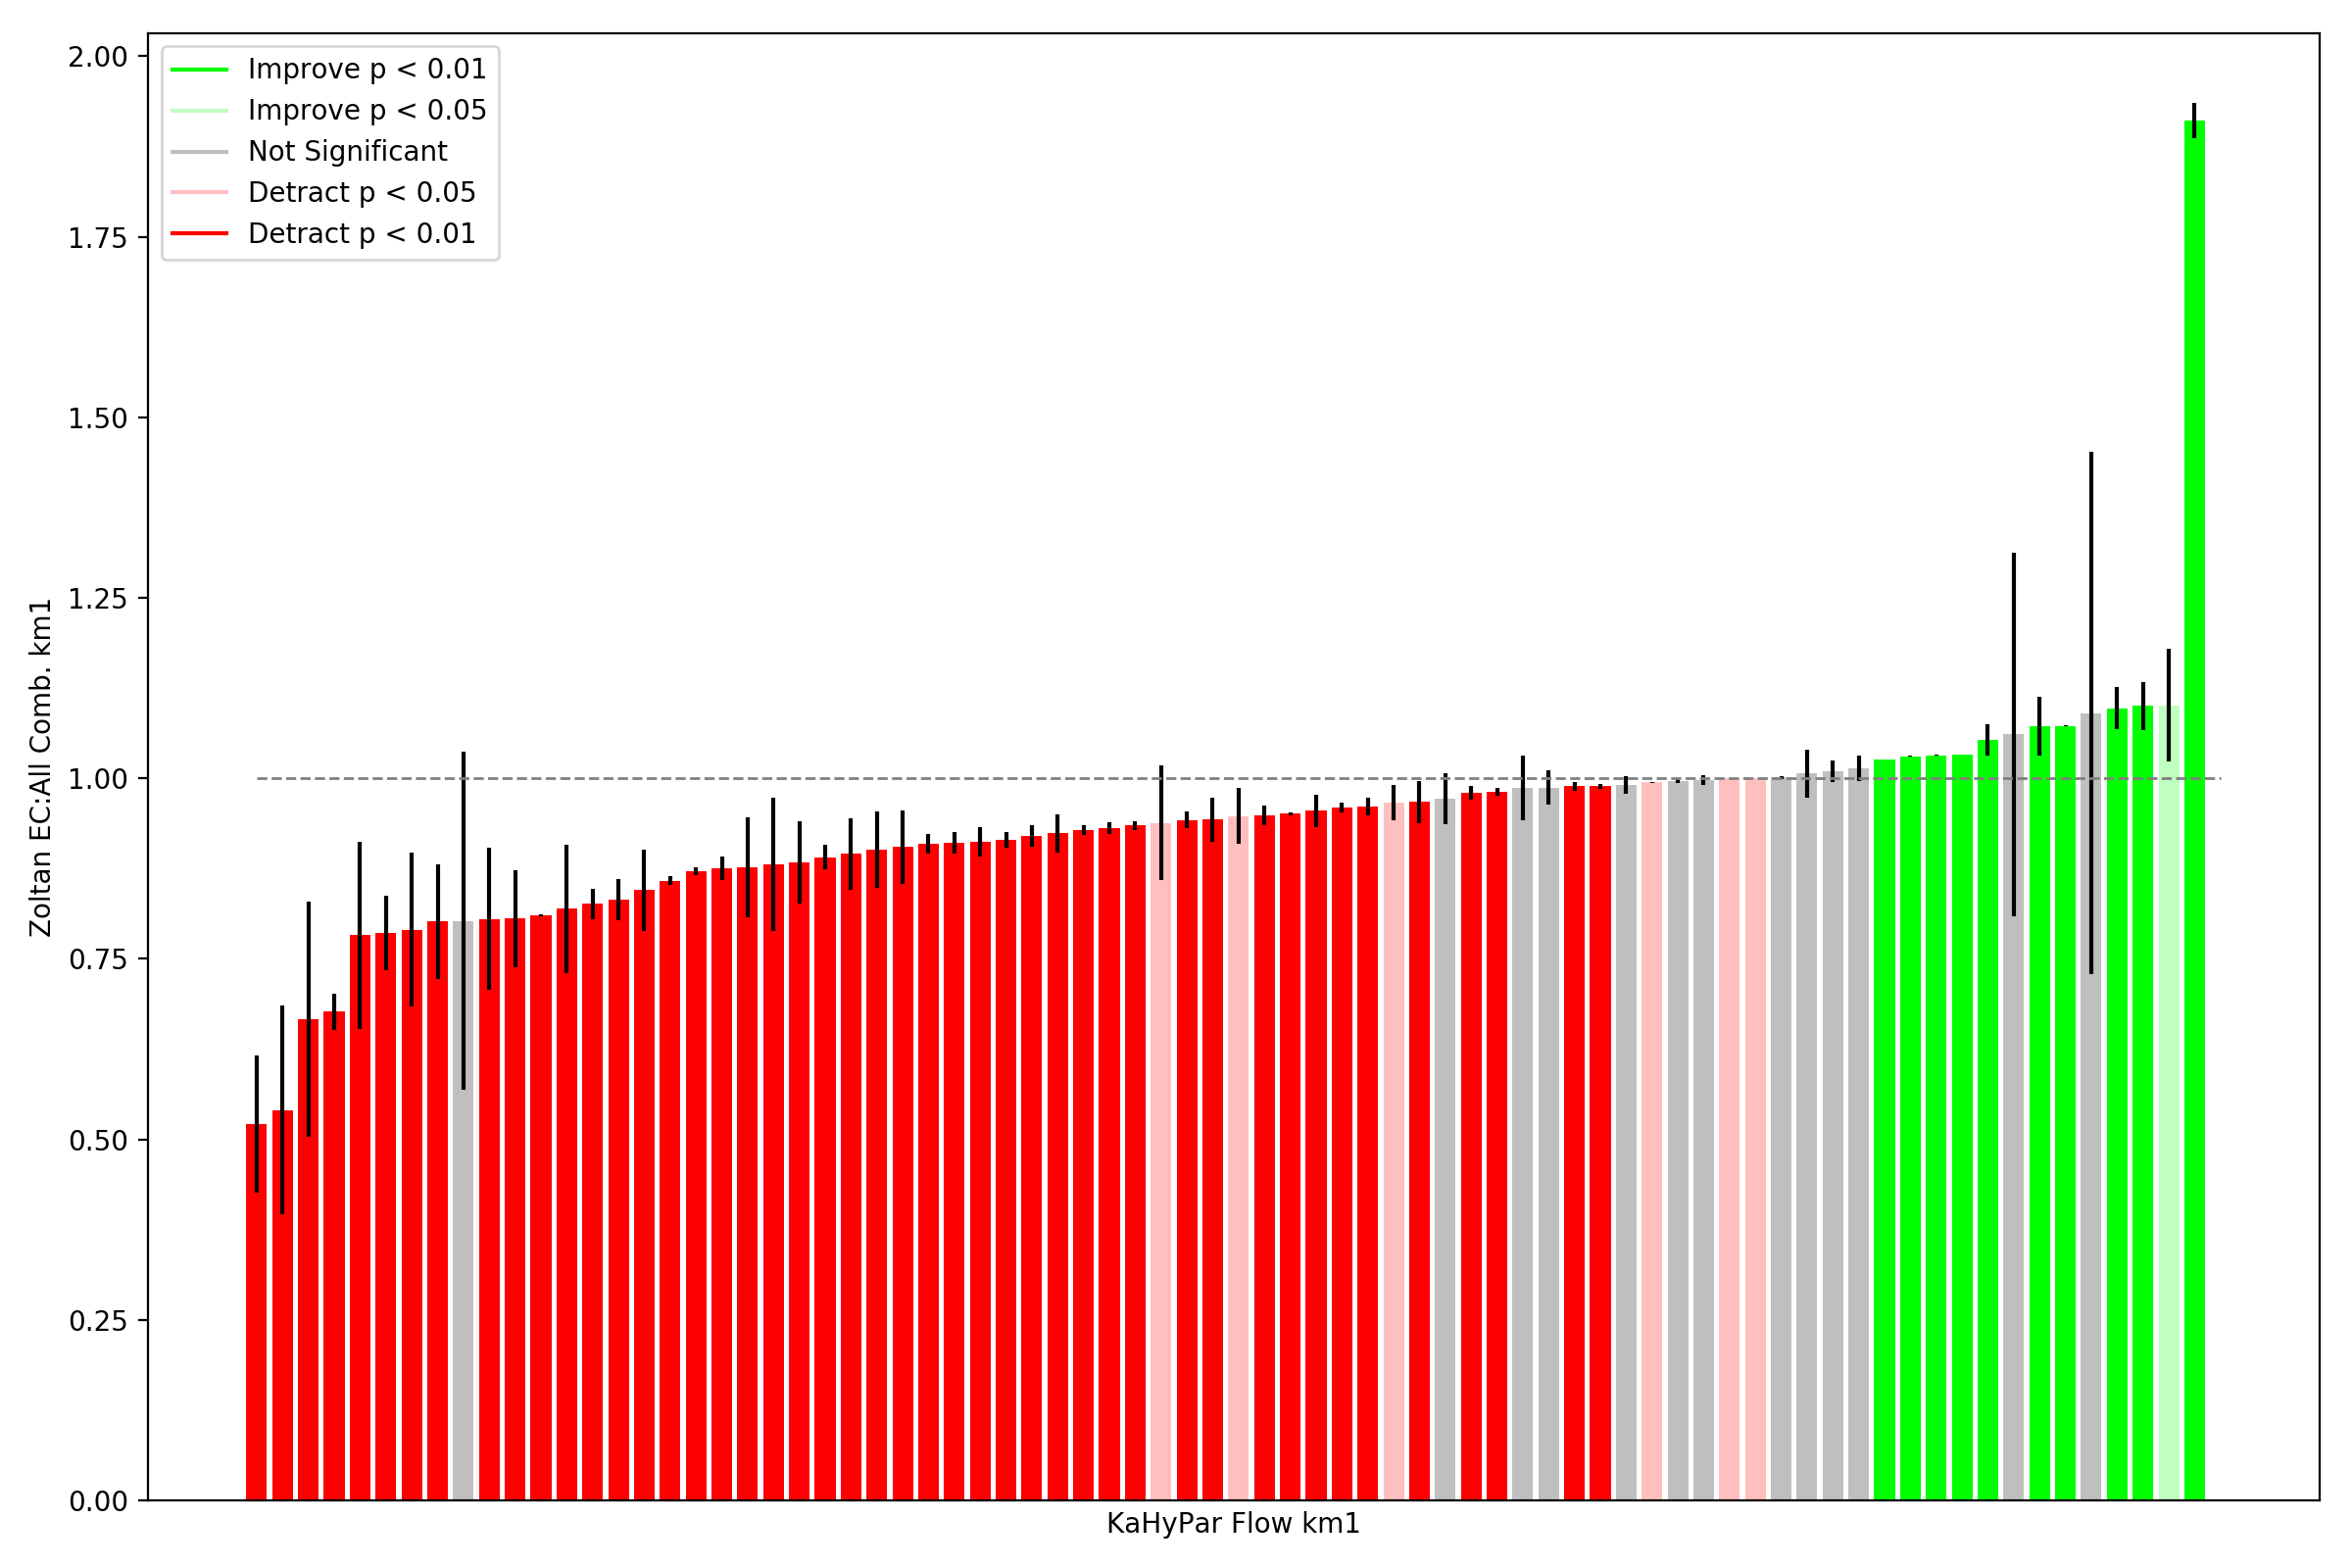 2.00
1.75
1.50
1.25
1.00
0.75
0.50
0.25
0.00
Zoltan EC:All Comb. km1
Improve p < 0.01
Improve p < 0.05
Not Significant
Detract p < 0.05
Detract p < 0.01
KaHyPar Flow km1